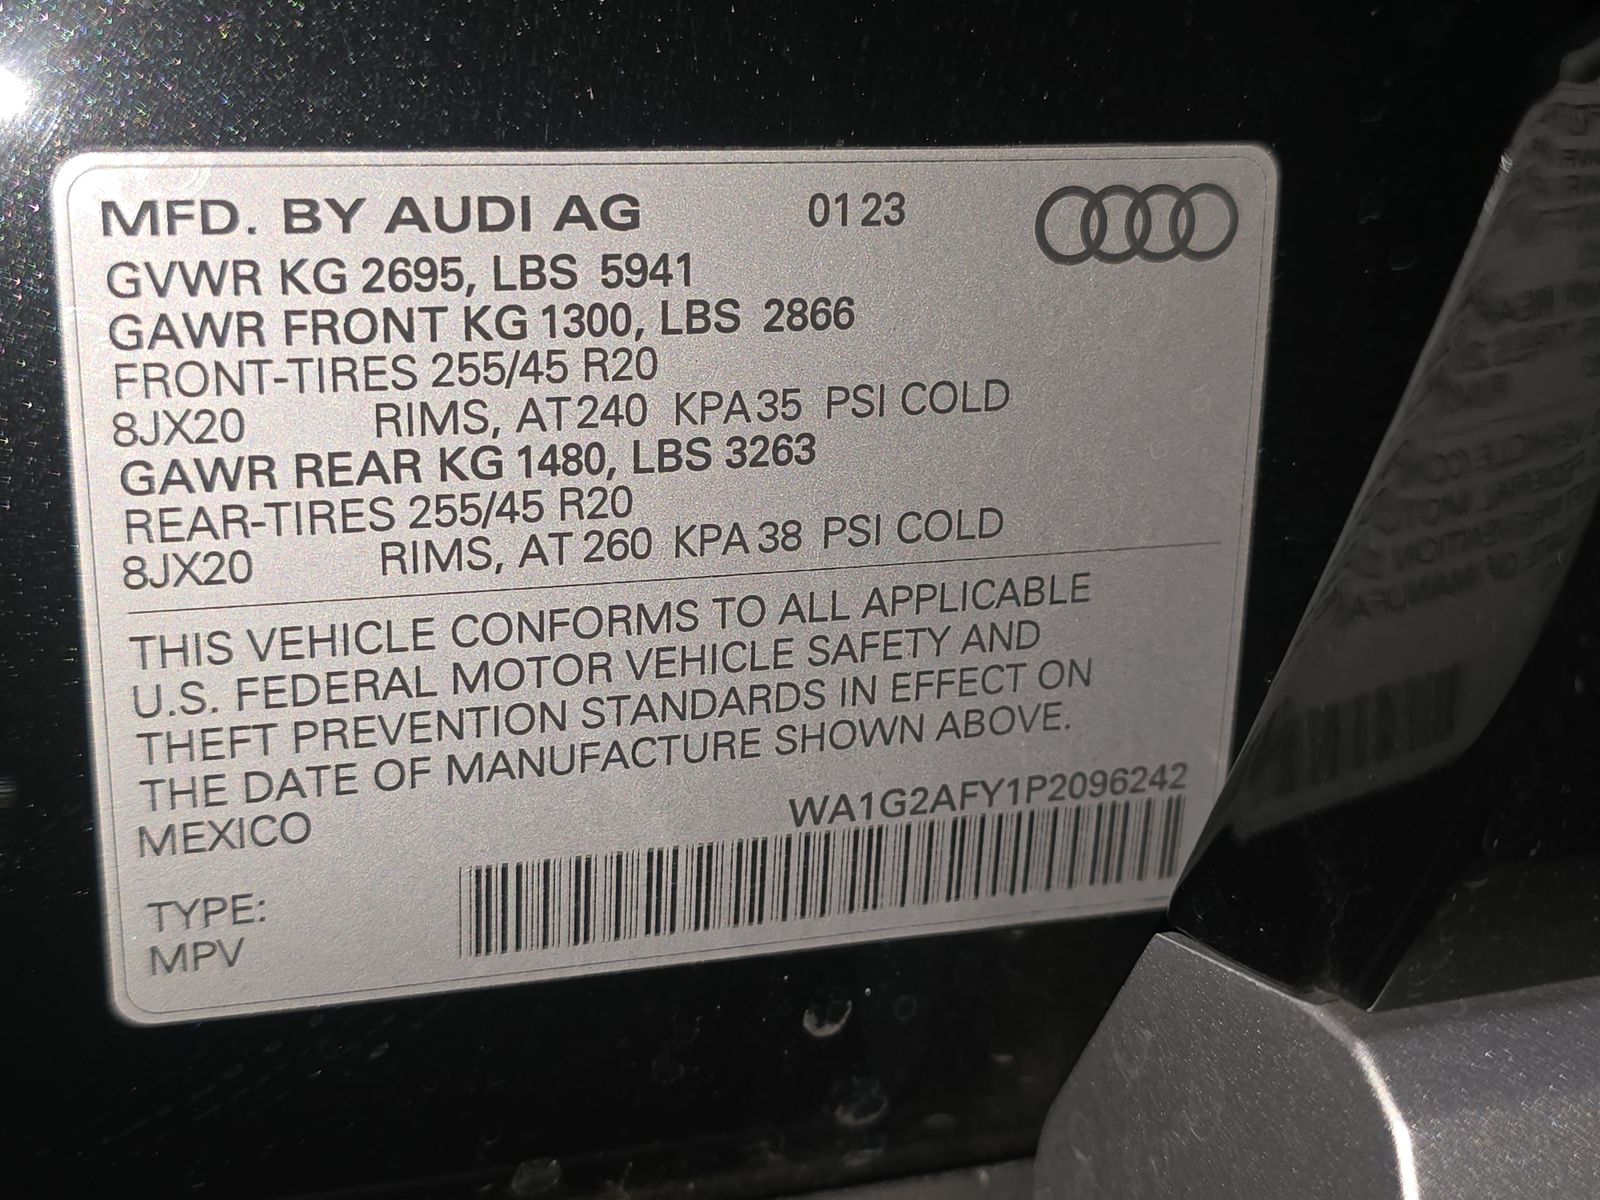 MFD. BY AUDI AG 01 23
GVWR KG 2695, LBS 5941
GAWR FRONT KG 1300, LBS 2866
FRONT-TIRES 255/45 R20
8JX20 RIMS, AT 240 KPA 35 PSI COLD
GAWR REAR KG 1480, LBS 3263
REAR-TIRES 255/45 R20
8JX20 RIMS, AT 260 KPA 38 PSI COLD
THIS VEHICLE CONFORMS TO ALL APPLICABLE
U.S. FEDERAL MOTOR VEHICLE SAFETY AND
THEFT PREVENTION STANDARDS IN EFFECT ON
THE DATE OF MANUFACTURE SHOWN ABOVE.
MEXICO WA1G2AFY1P2096242
TYPE:
MPV